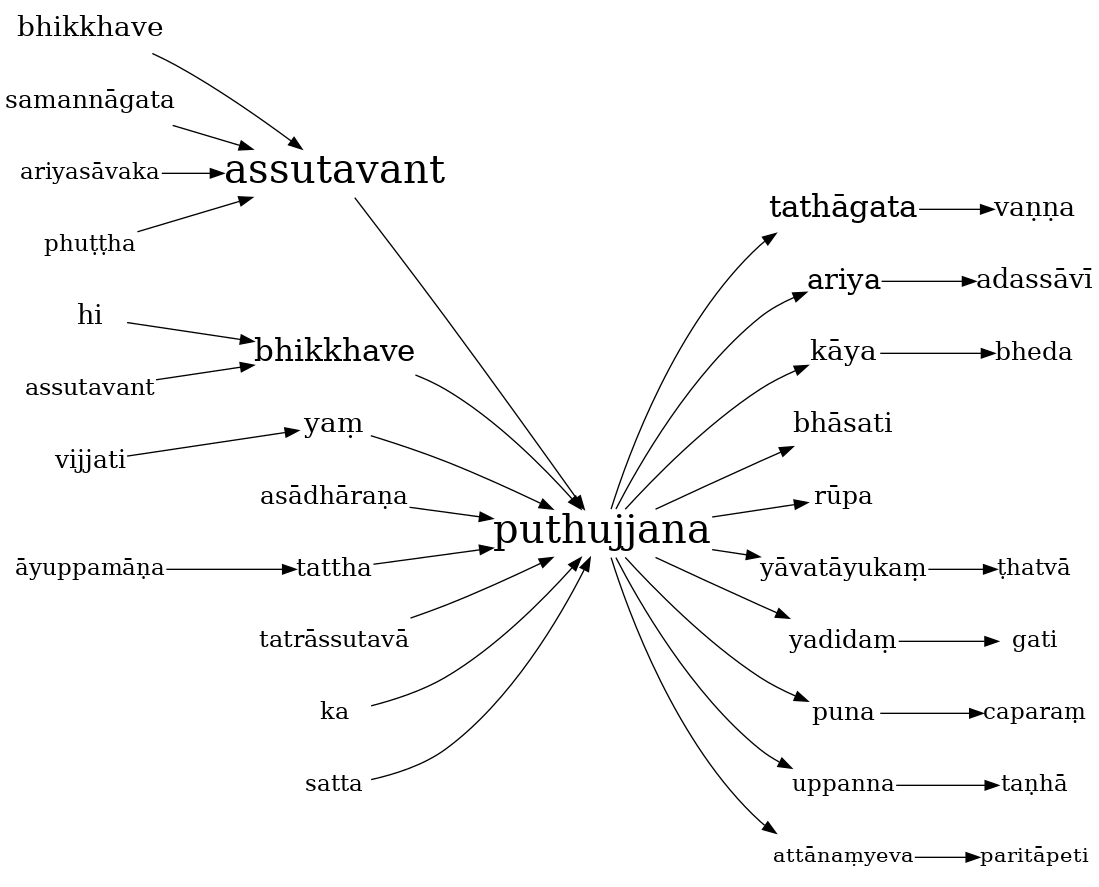 bhikkhave
samannāgata
ariyasāvaka
assutavant
phuṭṭha
hi
bhikkhave
assutavant
yaṃ
vijjati
asādhāraṇa
puthujjana
āyuppamāṇa
tattha
tatrāssutavā
ka
satta
tathāgata
vaṇṇa
ariya
adassāvī
kāya
bheda
bhāsati
rūpa
yāvatāyukaṃ
ṭhatvā
yadidaṃ
gati
puna
caparaṃ
uppanna
taṇhā
attānaṃyeva
paritāpeti